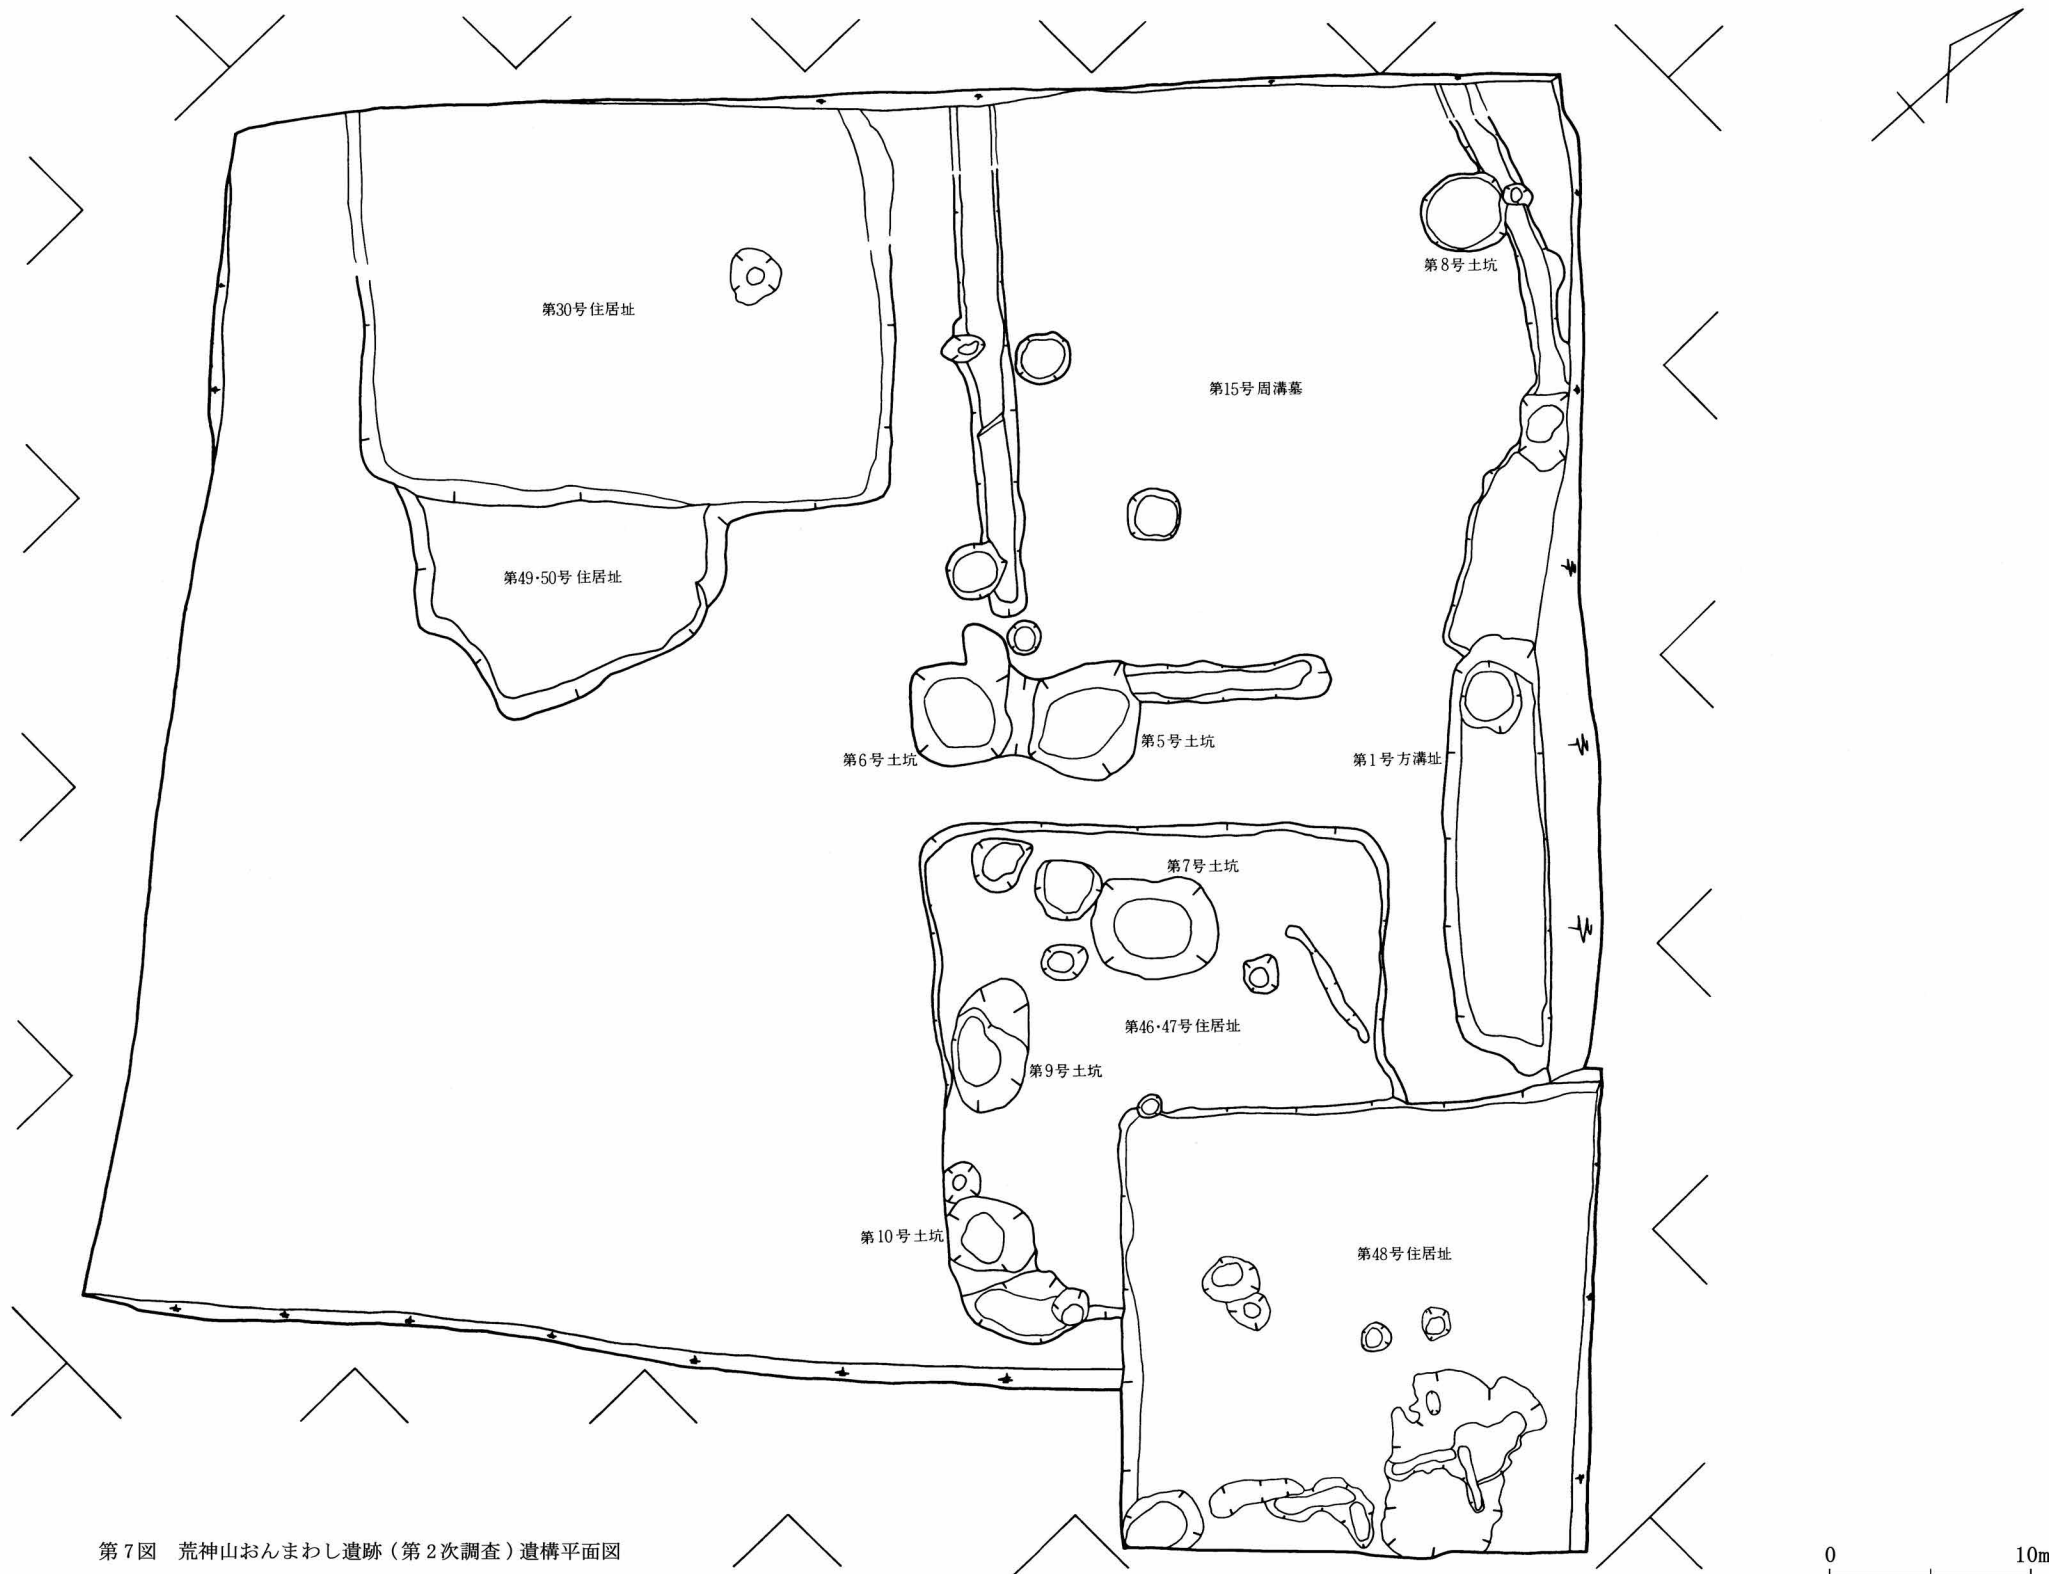 第8号土坑
第30号住居址
第15号周溝墓
第49・50号住居址
第6号土坑
第5号土坑
第1号方溝址
第7号土坑
第46・47号住居址
第9号土坑
第10号土坑
第48号住居址
第7図　荒神山おんまわし遺跡(第2次調査)遺構平面図
0　10m